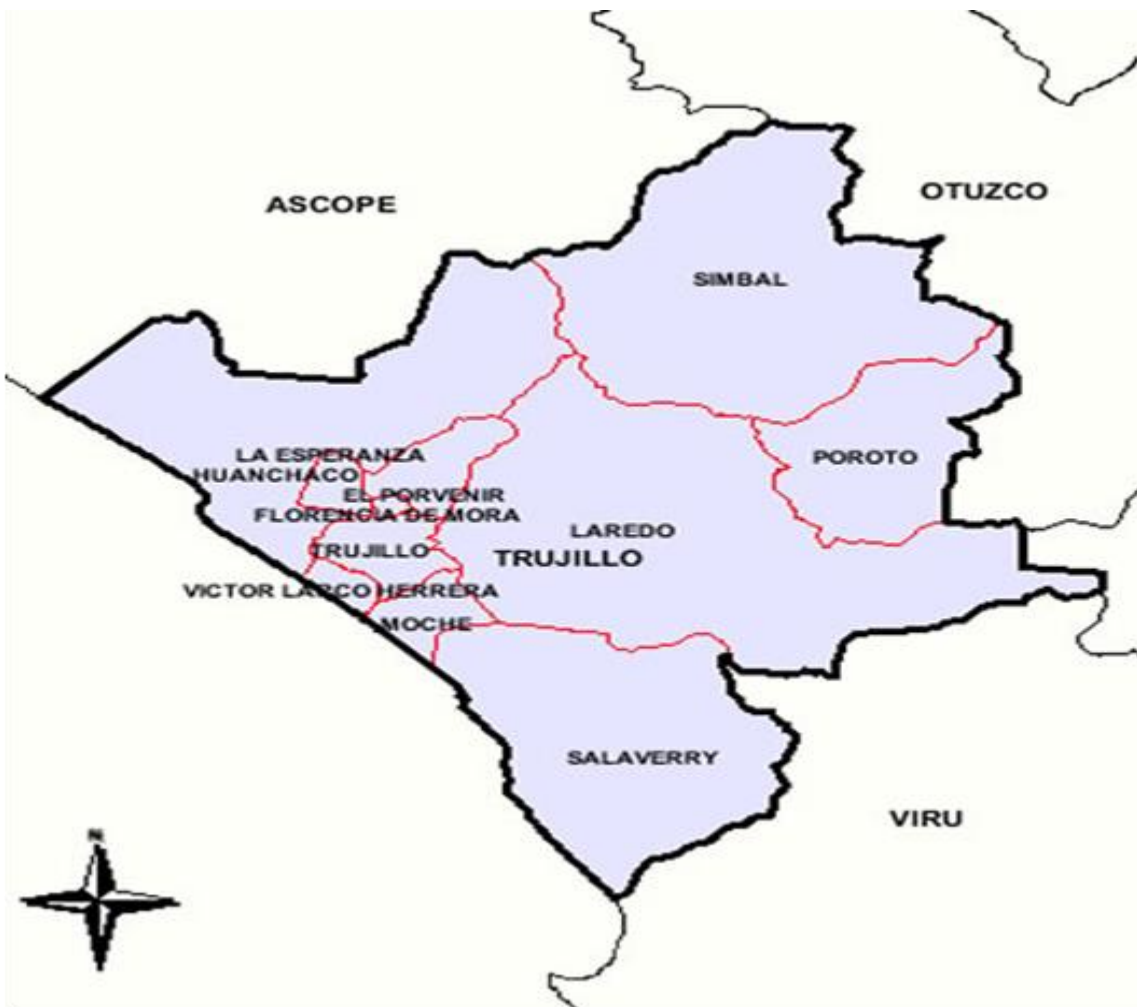 OTUZCO
ASCOPE
SIMBAL
LA ESPERANZA
POROTO
HUANCHACO
EL PORVENIR
FLORENCIA DE MORA
LAREDO
TRUJILLO
TRUJILLO
VICTOR LARCO HERRERA
MOCHE
SALAVERRY
VIRU
N